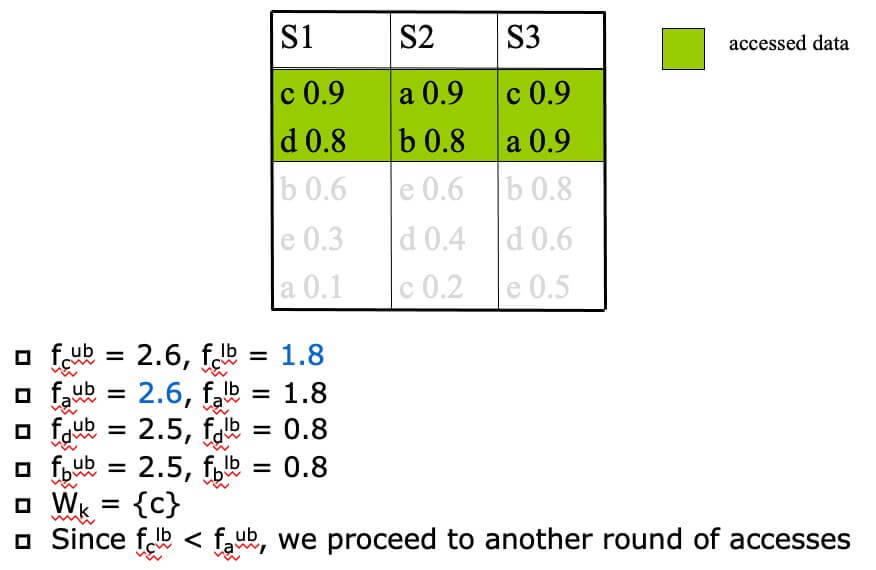 S1 S2 S3
accessed data
c 0.9 a 0.9 c 0.9
d 0.8 b 0.8 a 0.9
b 0.6 e 0.6 b 0.8
e 0.3 d 0.4 d 0.6
a 0.1 c 0.2 e 0.5
f_c^ub = 2.6, f_c^lb = 1.8
f_a^ub = 2.6, f_a^lb = 1.8
f_d^ub = 2.5, f_d^lb = 0.8
f_b^ub = 2.5, f_b^lb = 0.8
W_k = {c}
Since f_c^lb < f_a^ub, we proceed to another round of accesses